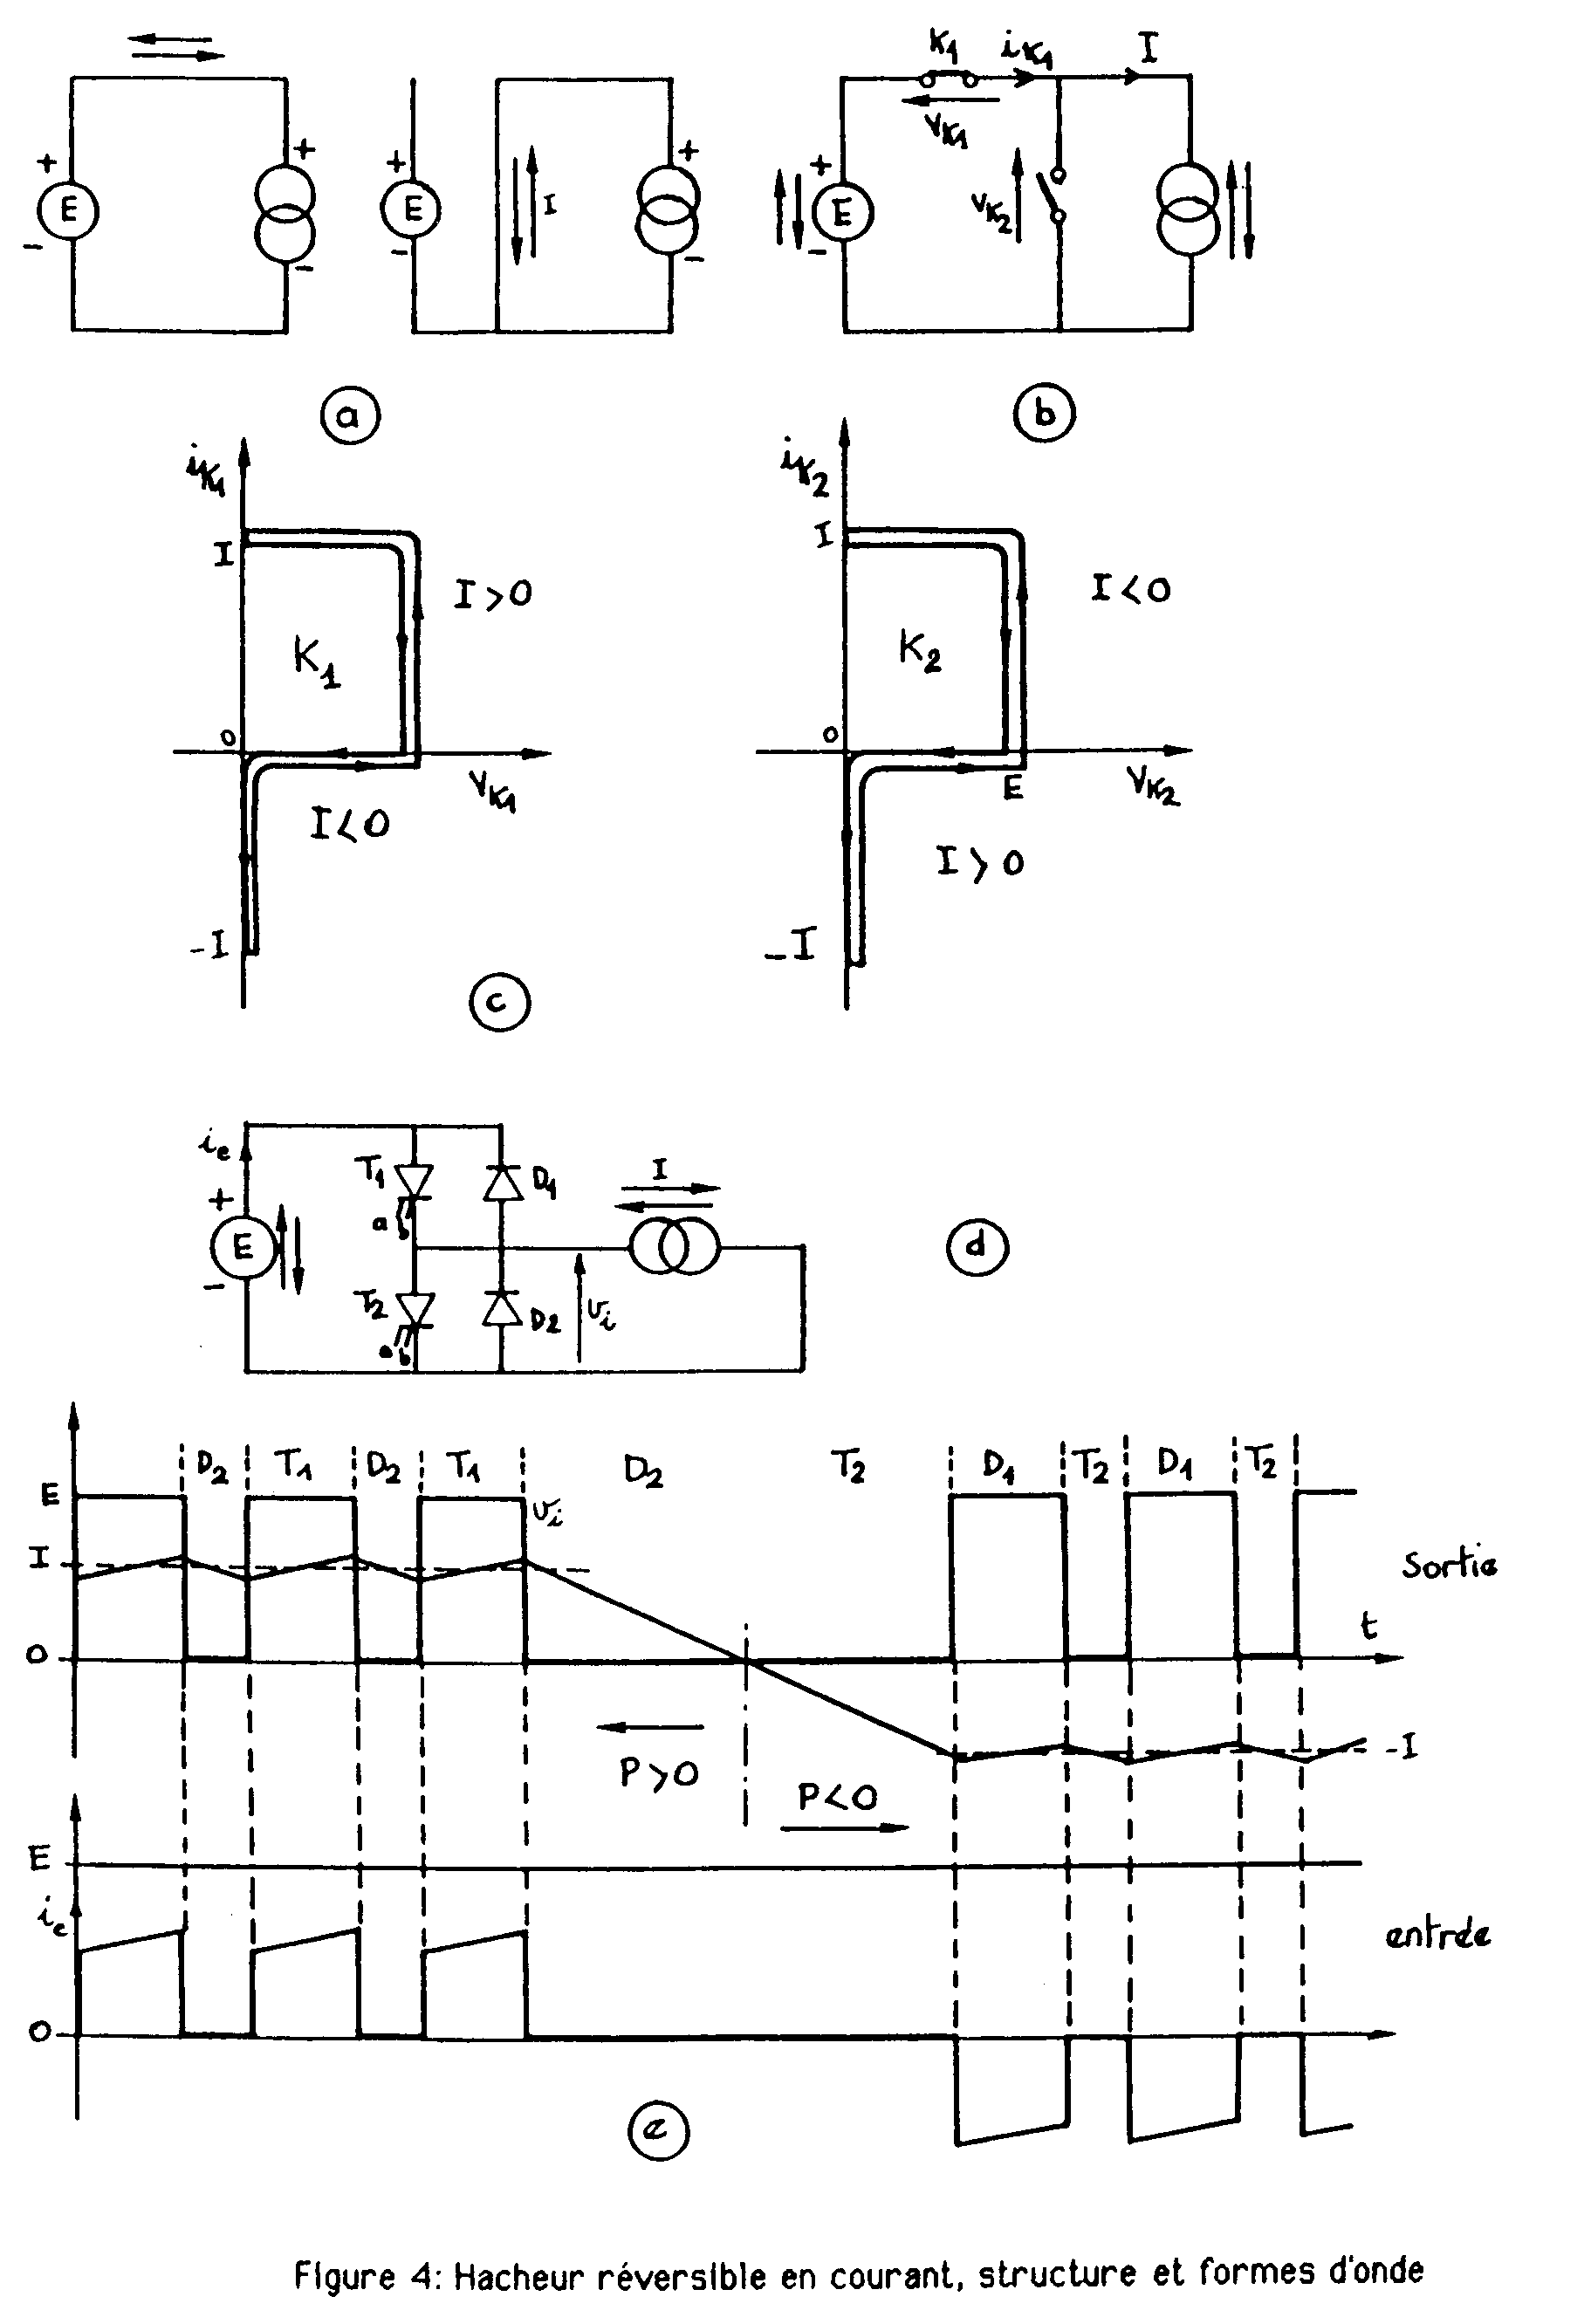 + E - + -
+ E - I + -
K1 iK1 I
VK1
+ E - VK2
a b
iK1 I I>0
K1
0 VK1
I<0
-I
iK2 I I<0
K2
0 E VK2
I>0
-I
c
ie + E -
T1 a b D1 I
T2 a b D2 vi
d
D2 T1 D2 T1 D2 T2 D1 T2 D1 T2
E vi
I
Sortie
0 t
-I
P>0 P<0
E
ie
entrée
0
e
Figure 4: Hacheur réversible en courant, structure et formes d'onde